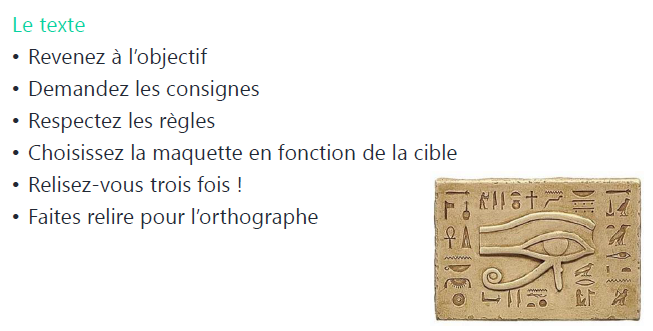 Le texte
• Revenez à l’objectif
• Demandez les consignes
• Respectez les règles
• Choisissez la maquette en fonction de la cible
• Relisez-vous trois fois !
• Faites relire pour l’orthographe